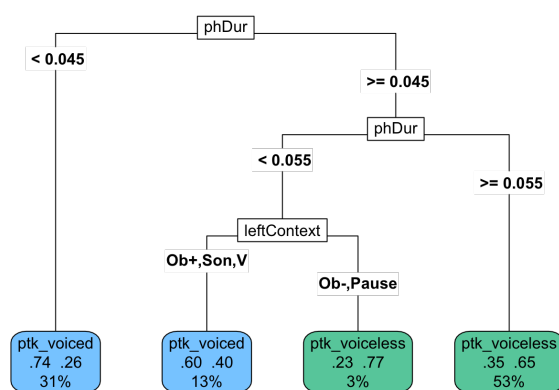 phDur
< 0.045
>= 0.045
phDur
< 0.055
>= 0.055
leftContext
Ob+,Son,V
Ob-,Pause
ptk_voiced
.74 .26
31%
ptk_voiced
.60 .40
13%
ptk_voiceless
.23 .77
3%
ptk_voiceless
.35 .65
53%